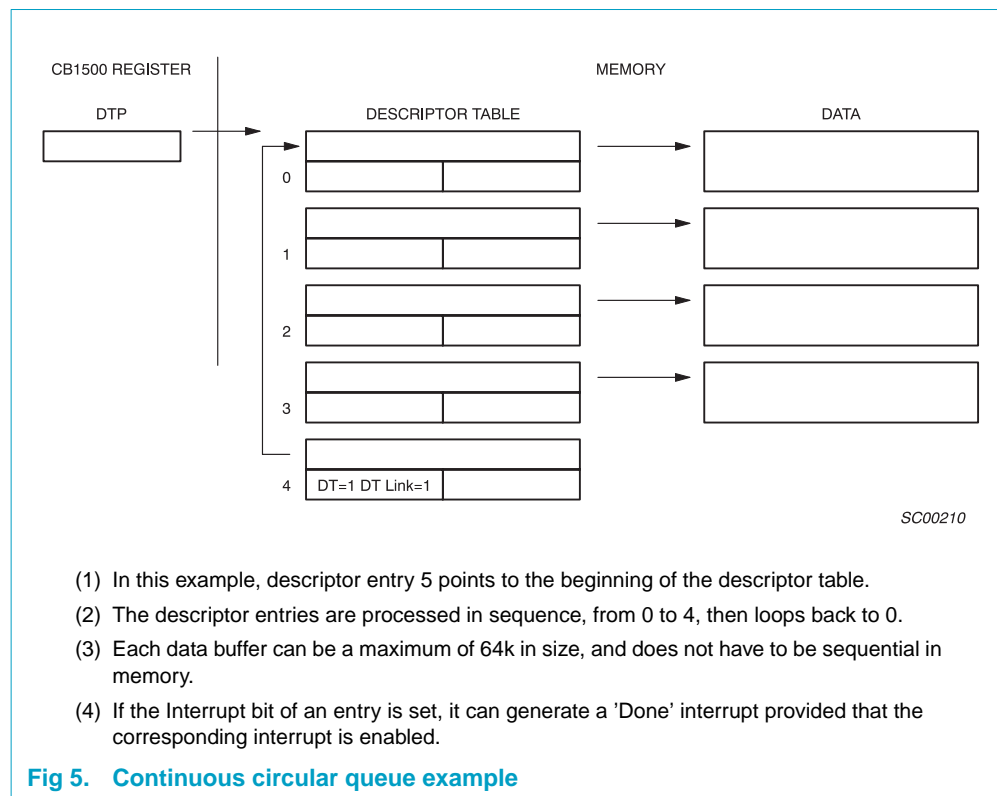 CB1500 REGISTER
MEMORY
DTP
DESCRIPTOR TABLE
DATA
0
1
2
3
4
DT=1 DT Link=1
SC00210
(1) In this example, descriptor entry 5 points to the beginning of the descriptor table.
(2) The descriptor entries are processed in sequence, from 0 to 4, then loops back to 0.
(3) Each data buffer can be a maximum of 64k in size, and does not have to be sequential in
memory.
(4) If the Interrupt bit of an entry is set, it can generate a ’Done’ interrupt provided that the
corresponding interrupt is enabled.
Fig 5. Continuous circular queue example